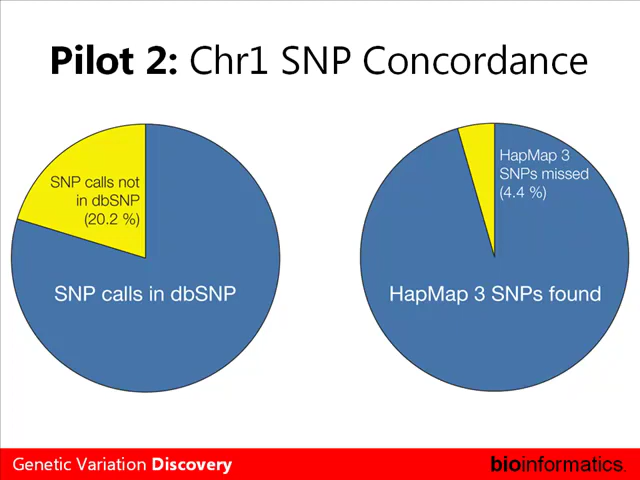 Pilot 2: Chr1 SNP Concordance
SNP calls not
in dbSNP
(20.2 %)
SNP calls in dbSNP
HapMap 3
SNPs missed
(4.4 %)
HapMap 3 SNPs found
Genetic Variation Discovery
bioinformatics.